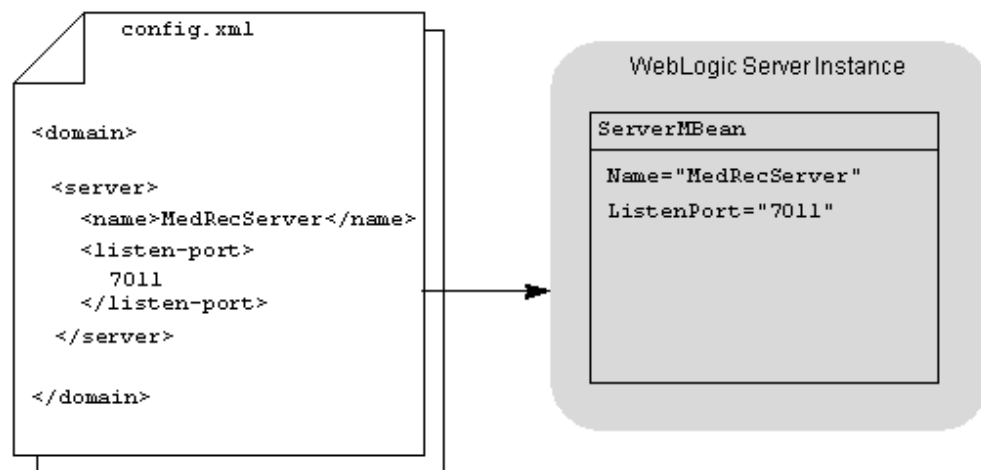 config.xml
<domain>
<server>
<name>MedRecServer</name>
<listen-port>
7011
</listen-port>
</server>
</domain>
WebLogic Server Instance
ServerMBean
Name="MedRecServer"
ListenPort="7011"